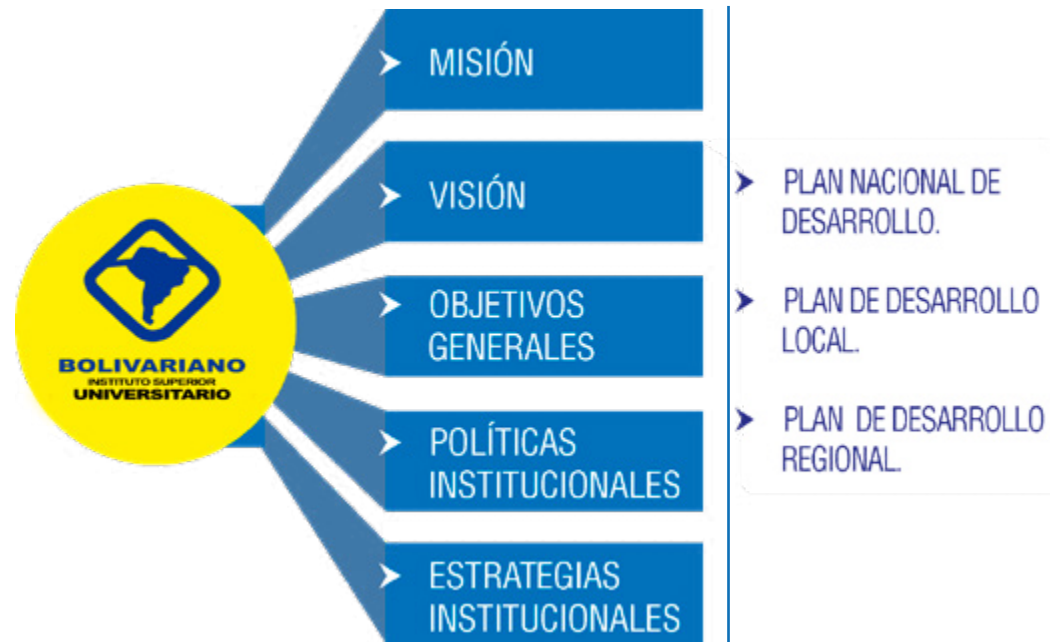 BOLIVARIANO
INSTITUTO SUPERIOR
UNIVERSITARIO
MISIÓN
VISIÓN
OBJETIVOS
GENERALES
POLÍTICAS
INSTITUCIONALES
ESTRATEGIAS
INSTITUCIONALES
PLAN NACIONAL DE
DESARROLLO.
PLAN DE DESARROLLO
LOCAL.
PLAN DE DESARROLLO
REGIONAL.